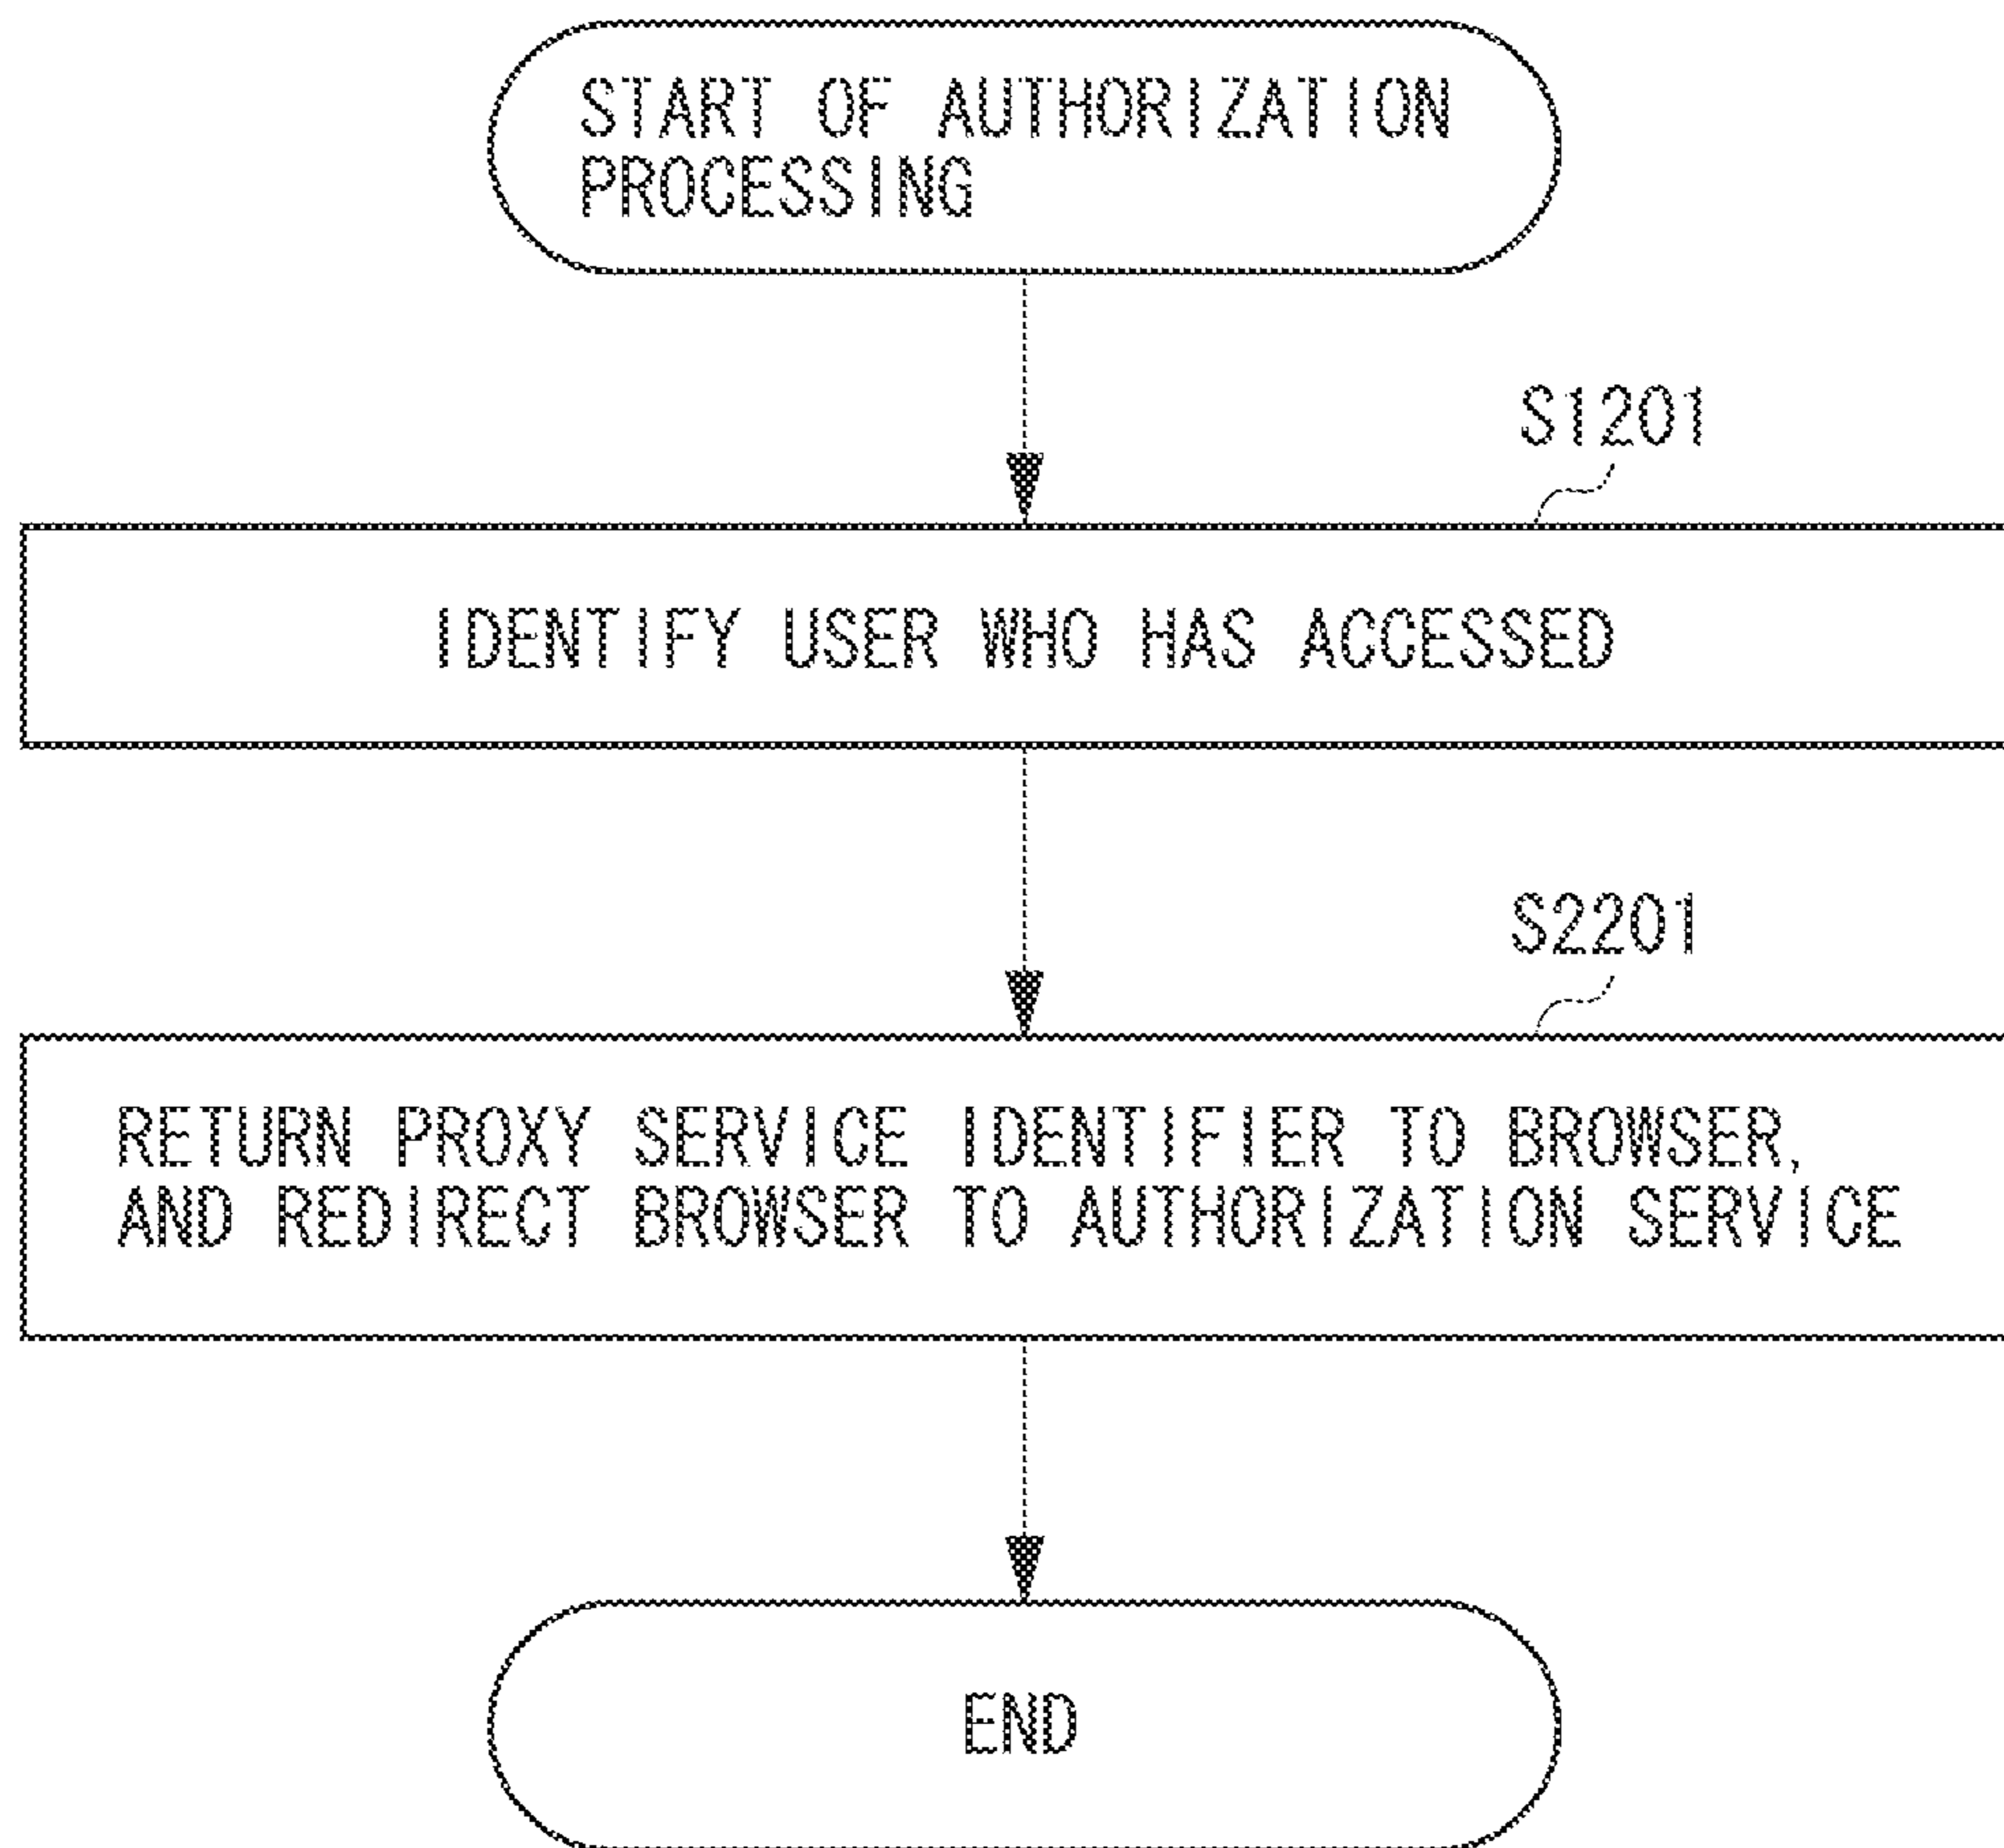 START OF AUTHORIZATION
PROCESSING
S1201
IDENTIFY USER WHO HAS ACCESSED
S2201
RETURN PROXY SERVICE IDENTIFIER TO BROWSER,
AND REDIRECT BROWSER TO AUTHORIZATION SERVICE
END